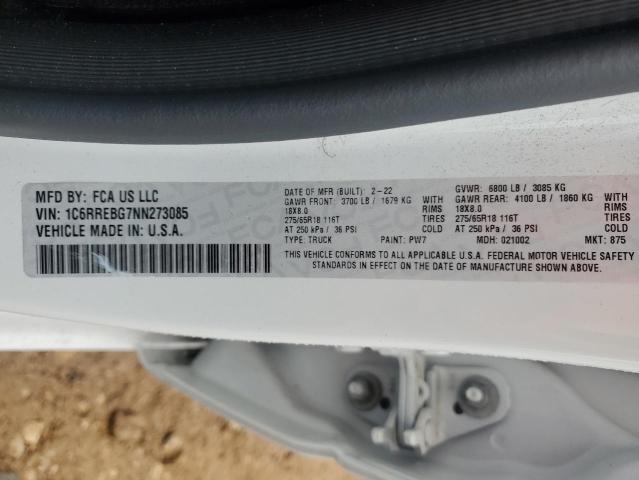 MFD BY: FCA US LLC
VIN: 1C6RREBG7NN273085
VEHICLE MADE IN: U.S.A.
DATE OF MFR (BUILT): 2-22
GAWR FRONT: 3700 LB / 1679 KG WITH
18X8.0
275/65R18 116T TIRES
AT 250 kPa / 36 PSI COLD
TYPE: TRUCK PAINT: PW7
GVWR: 6800 LB / 3085 KG
GAWR REAR: 4100 LB / 1860 KG WITH
18X8.0
275/65R18 116T TIRES
AT 250 kPa / 36 PSI COLD
MDH: 021002 MKT: 875
THIS VEHICLE CONFORMS TO ALL APPLICABLE U.S.A. FEDERAL MOTOR VEHICLE SAFETY
STANDARDS IN EFFECT ON THE DATE OF MANUFACTURE SHOWN ABOVE.